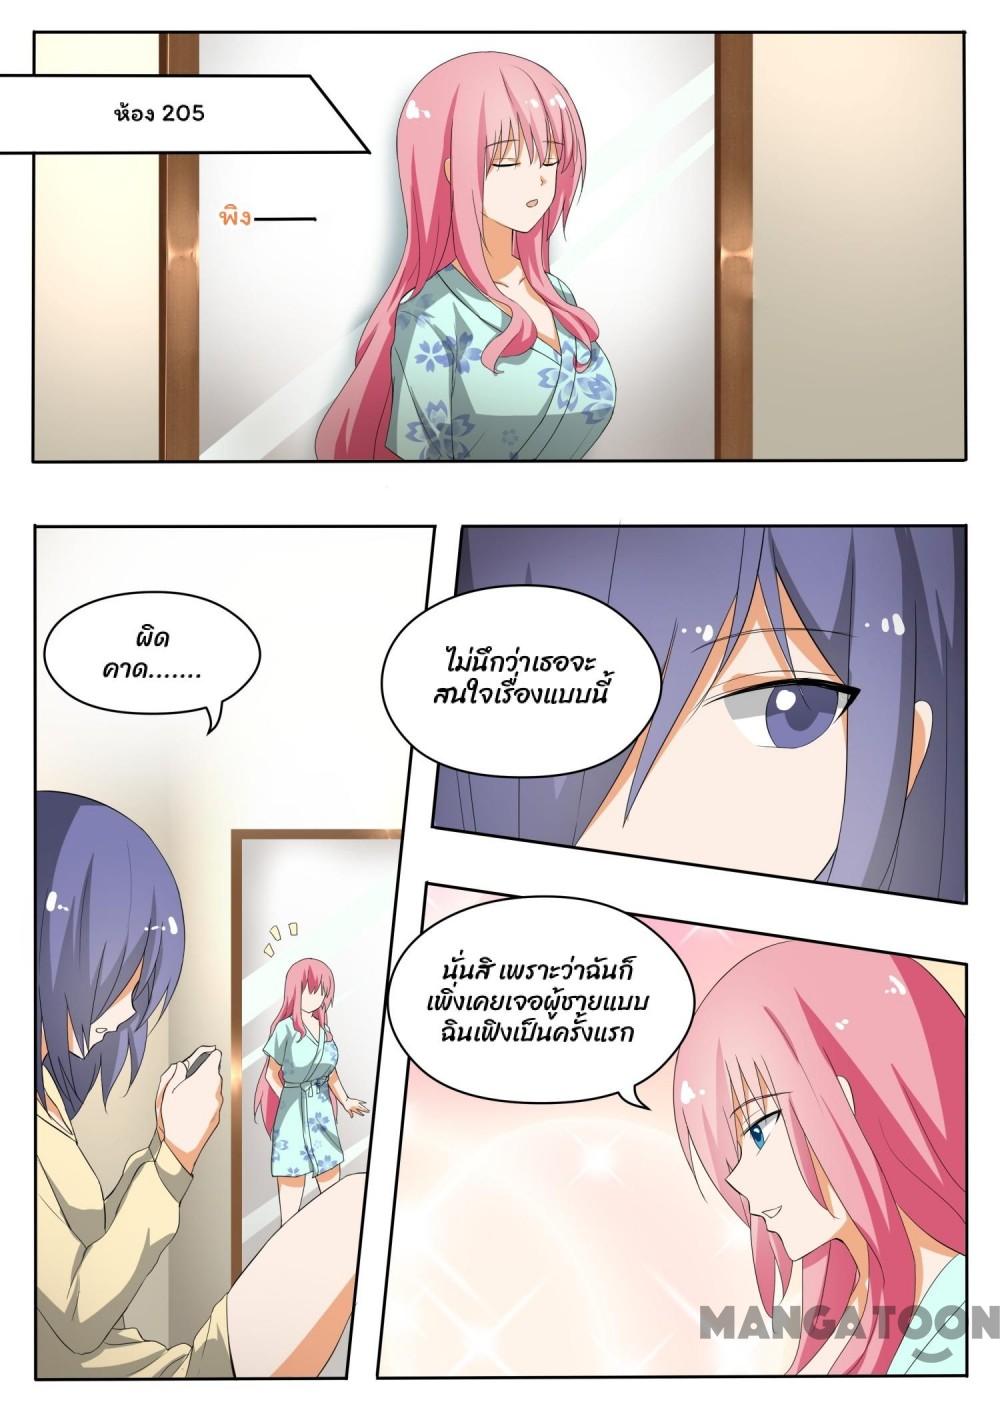 ห้อง 205
พิง
ผิด
คาด.......
ไม่นึกว่าเธอจะ
สนใจเรื่องแบบนี้
นั่นสิ เพราะว่าฉันก็
เพิ่งเคยเจอผู้ชายแบบ
ฉินเฟิงเป็นครั้งแรก
MANGATOON